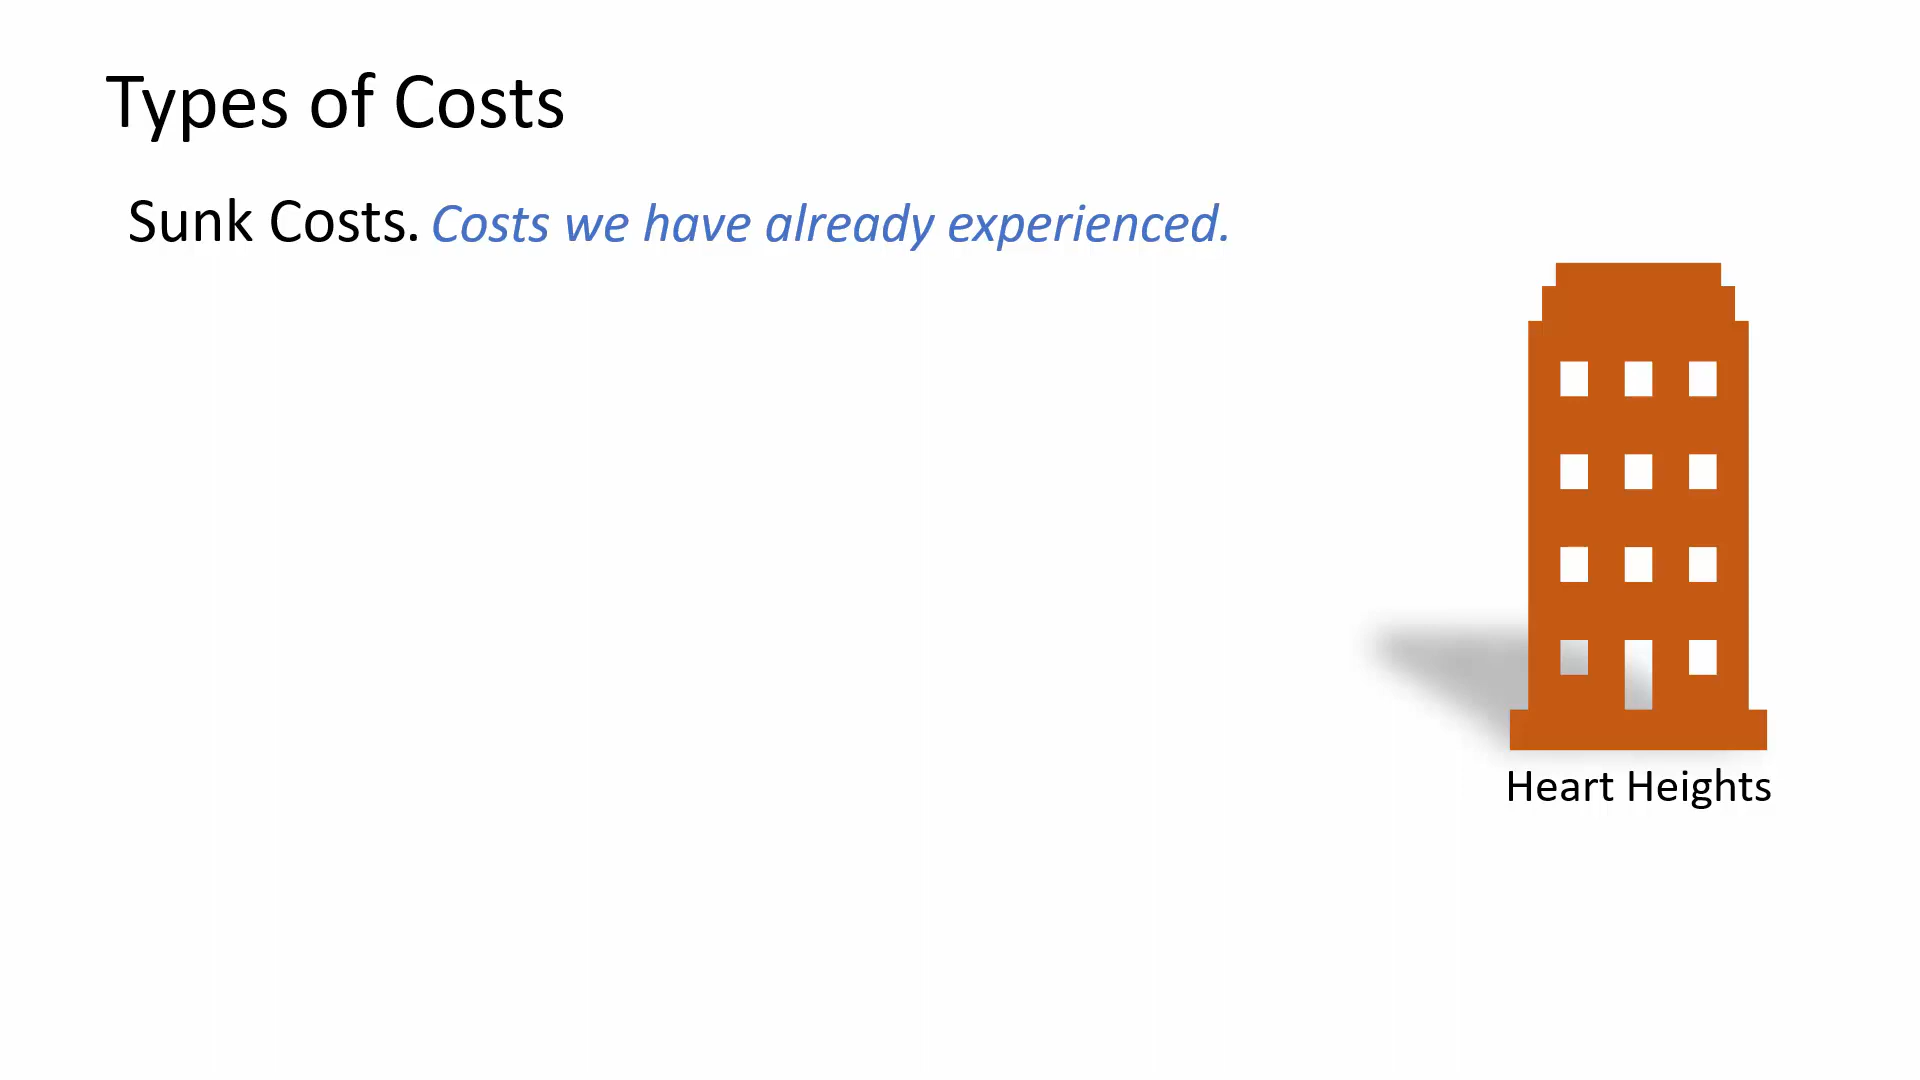 Types of Costs
Sunk Costs. Costs we have already experienced.
Heart Heights